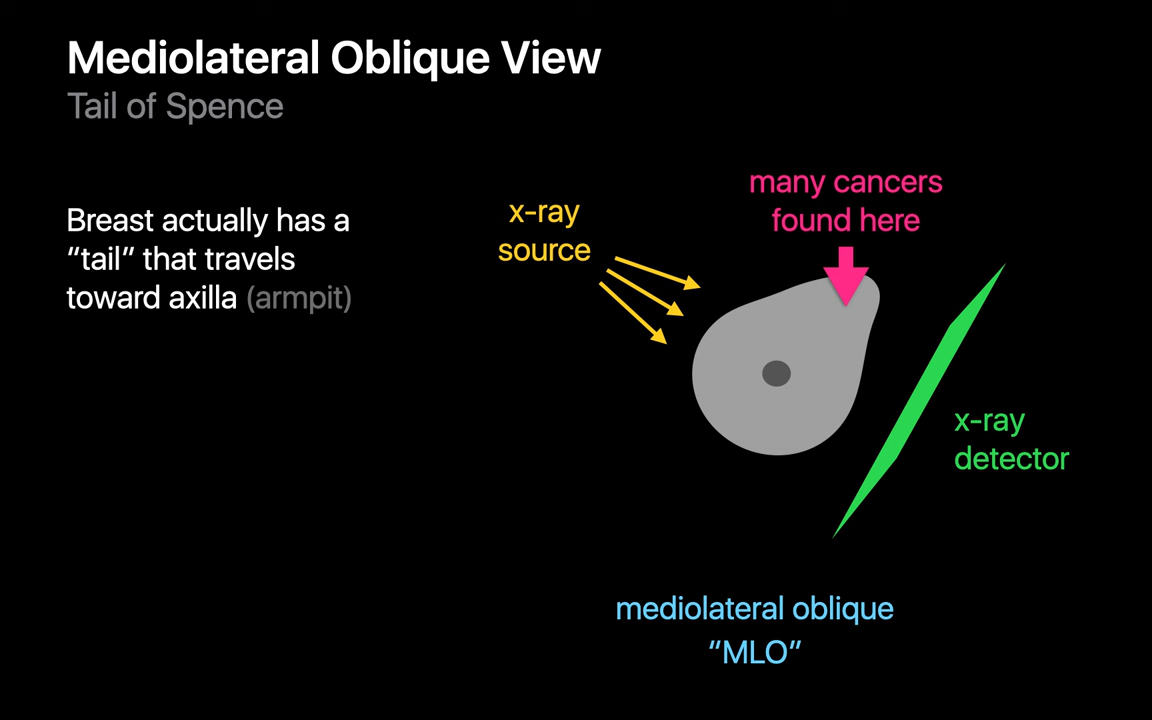 Mediolateral Oblique View
Tail of Spence
Breast actually has a
“tail” that travels
toward axilla (armpit)
x-ray
source
many cancers
found here
x-ray
detector
mediolateral oblique
“MLO”